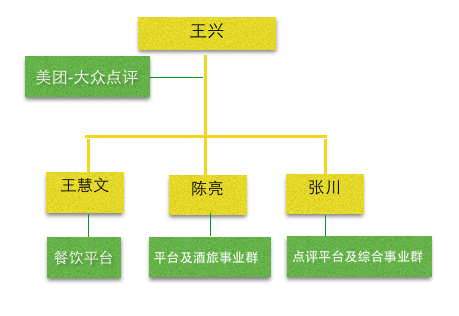 王兴
美团-大众点评
王慧文
陈亮
张川
餐饮平台
平台及酒旅事业群
点评平台及综合事业群